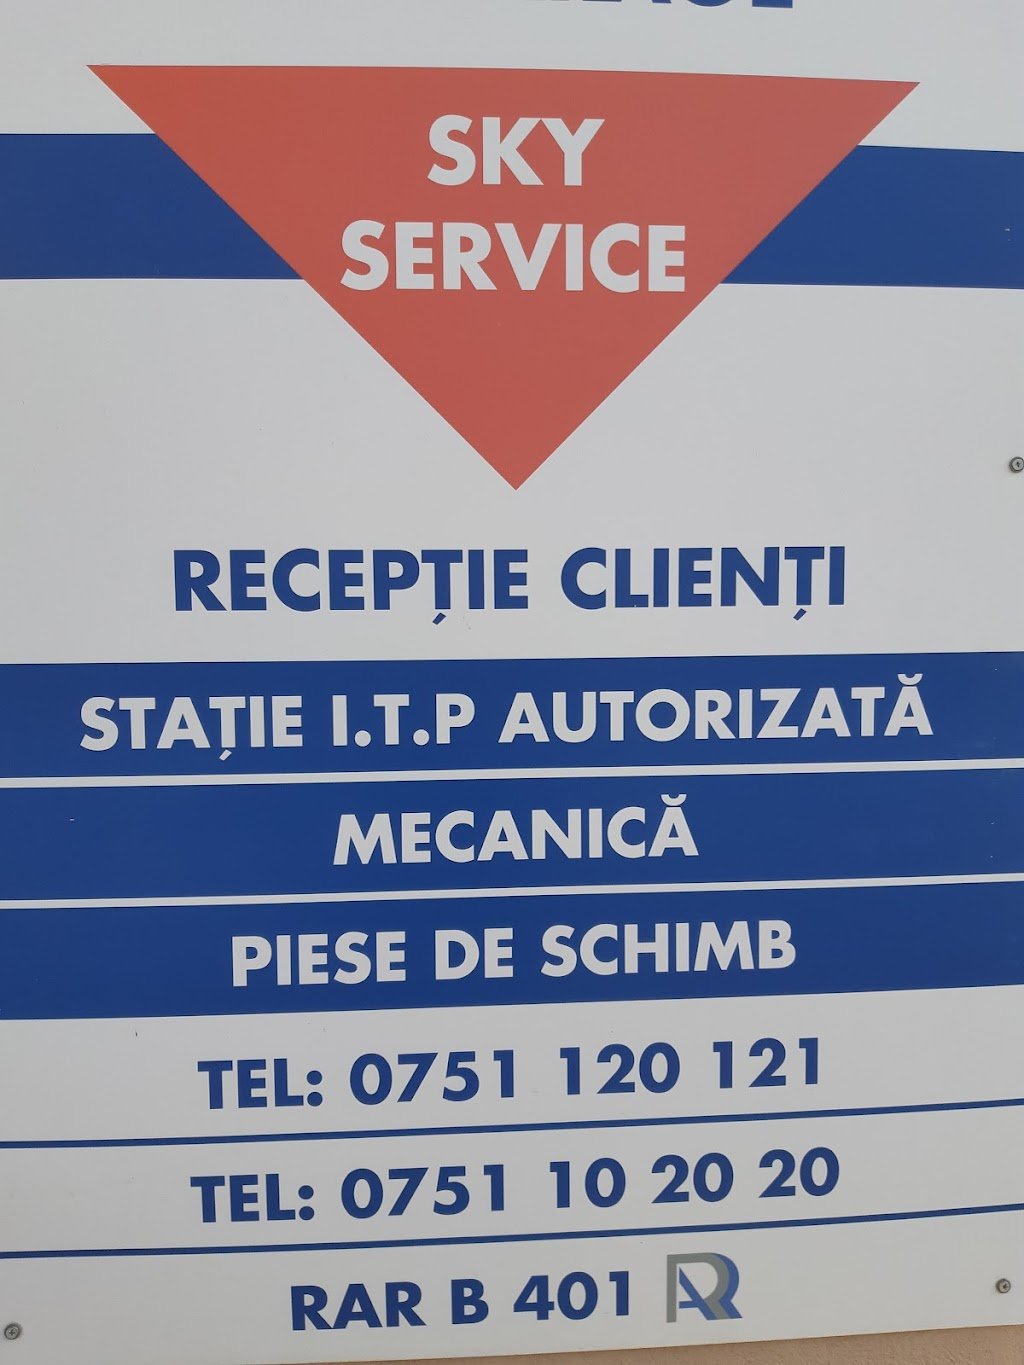 SKY
SERVICE
RECEPȚIE CLIENȚI
STAȚIE I.T.P AUTORIZATĂ
MECANICĂ
PIESE DE SCHIMB
TEL: 0751 120 121
TEL: 0751 10 20 20
RAR B 401 RAR